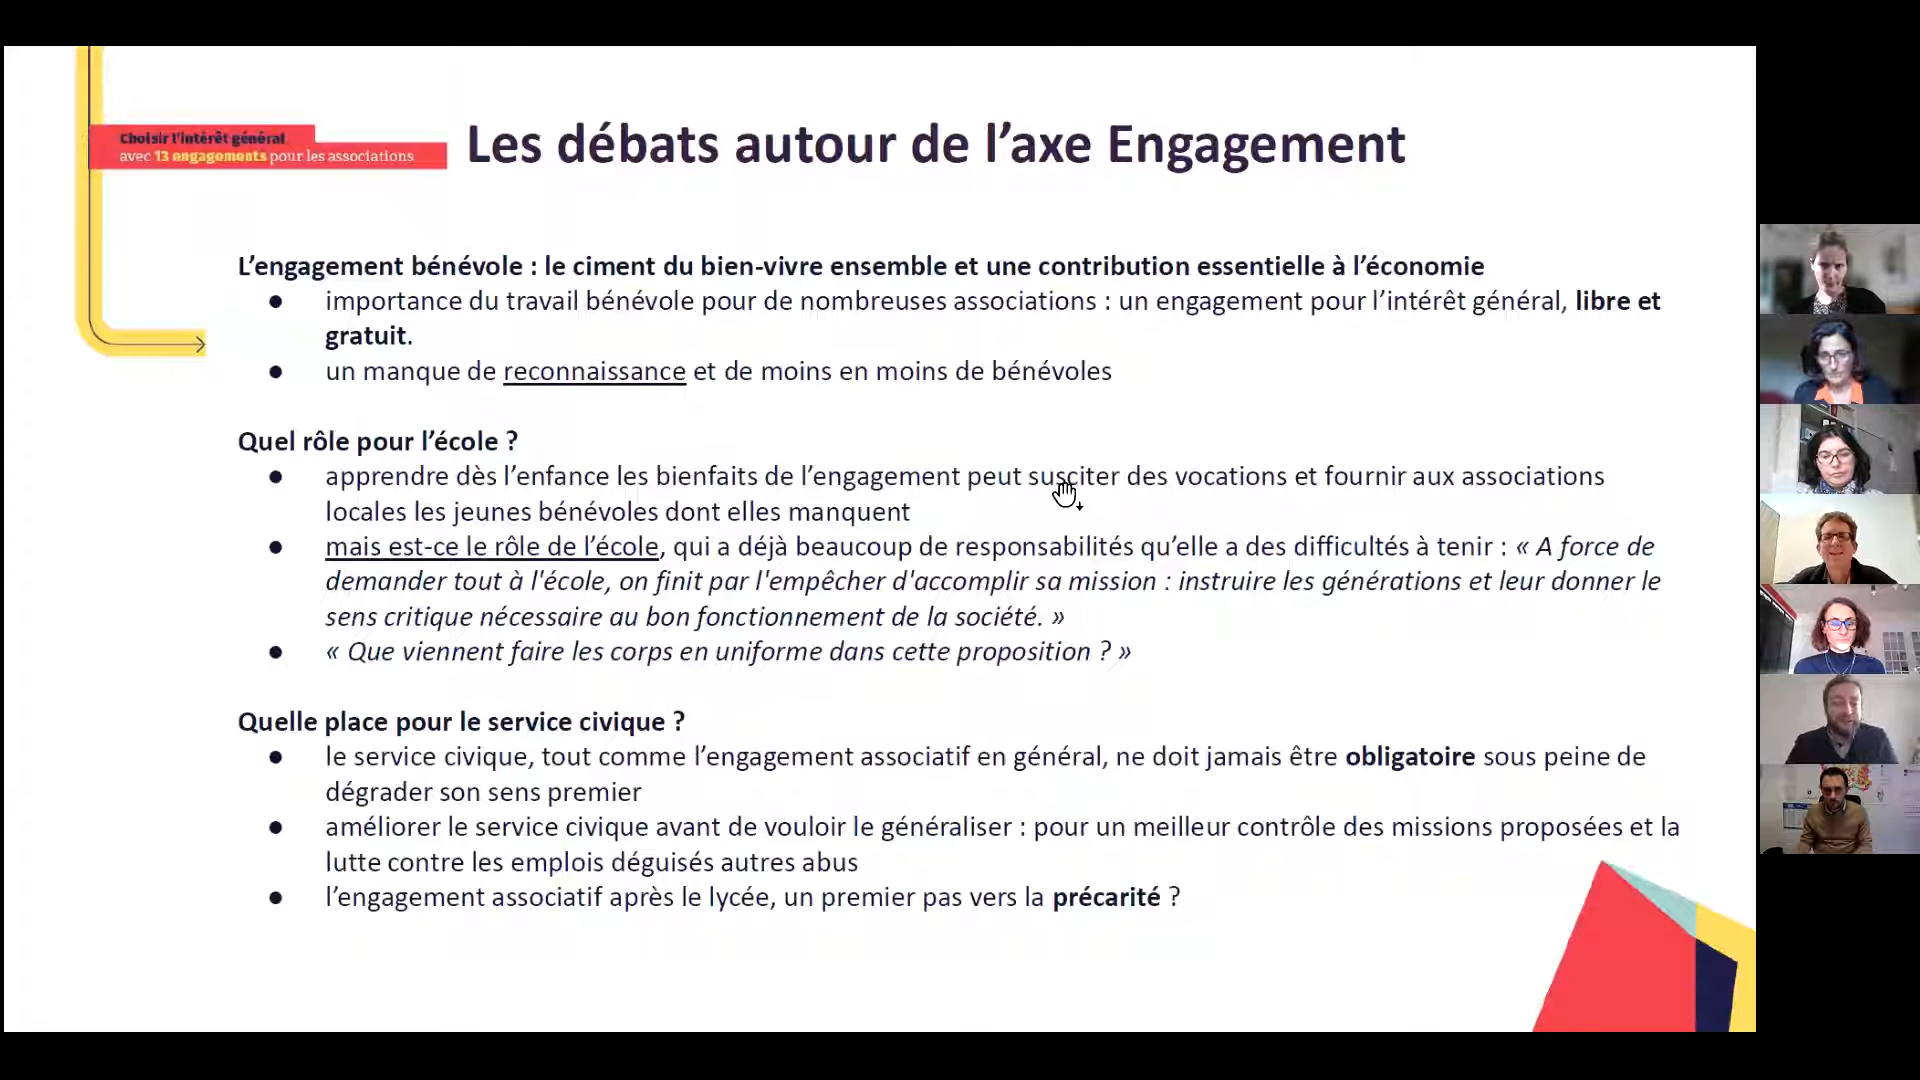 Choisir l'intérêt général
avec 13 engagements pour les associations
Les débats autour de l’axe Engagement
L’engagement bénévole : le ciment du bien-vivre ensemble et une contribution essentielle à l’économie
● importance du travail bénévole pour de nombreuses associations : un engagement pour l’intérêt général, libre et
gratuit.
● un manque de reconnaissance et de moins en moins de bénévoles
Quel rôle pour l’école ?
● apprendre dès l’enfance les bienfaits de l’engagement peut susciter des vocations et fournir aux associations
locales les jeunes bénévoles dont elles manquent
● mais est-ce le rôle de l’école, qui a déjà beaucoup de responsabilités qu’elle a des difficultés à tenir : « A force de
demander tout à l'école, on finit par l'empêcher d'accomplir sa mission : instruire les générations et leur donner le
sens critique nécessaire au bon fonctionnement de la société. »
● « Que viennent faire les corps en uniforme dans cette proposition ? »
Quelle place pour le service civique ?
● le service civique, tout comme l’engagement associatif en général, ne doit jamais être obligatoire sous peine de
dégrader son sens premier
● améliorer le service civique avant de vouloir le généraliser : pour un meilleur contrôle des missions proposées et la
lutte contre les emplois déguisés autres abus
● l’engagement associatif après le lycée, un premier pas vers la précarité ?